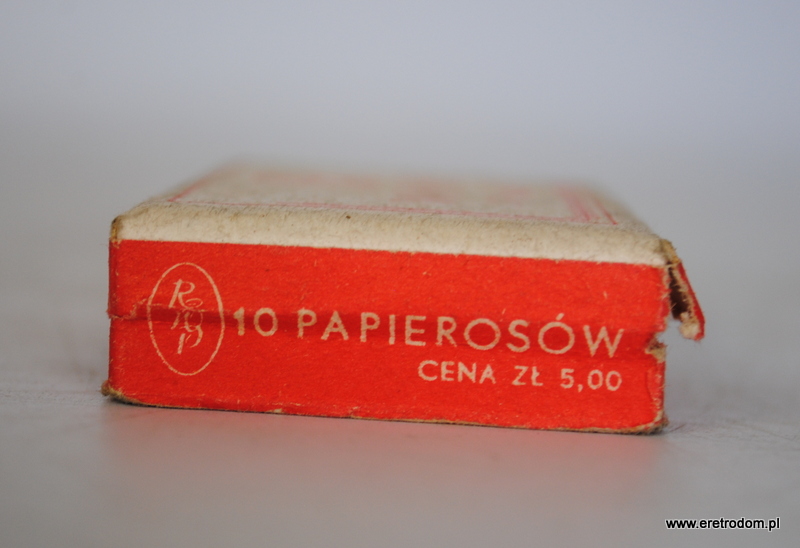 10 PAPIEROSÓW
CENA ZŁ 5,00
www.eretrodom.pl